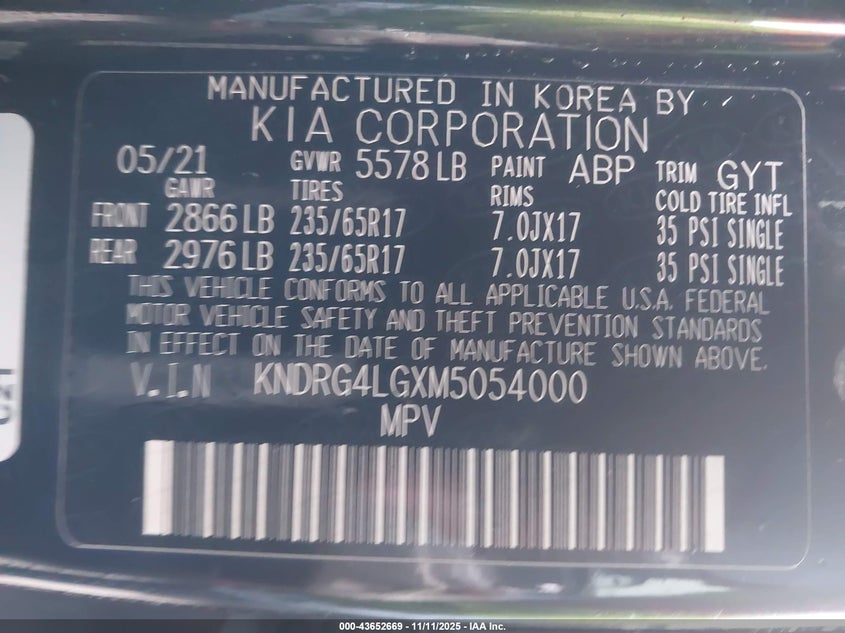 MANUFACTURED IN KOREA BY
KIA CORPORATION
05/21 GVWR 5578 LB PAINT ABP TRIM GYT
GAWR TIRES RIMS COLD TIRE INFL
FRONT 2866 LB 235/65R17 7.0JX17 35 PSI SINGLE
REAR 2976 LB 235/65R17 7.0JX17 35 PSI SINGLE
THIS VEHICLE CONFORMS TO ALL APPLICABLE U.S.A. FEDERAL
MOTOR VEHICLE SAFETY AND THEFT PREVENTION STANDARDS
IN EFFECT ON THE DATE OF MANUFACTURE SHOWN ABOVE.
V.I.N KNDRG4LGXM5054000
MPV
000-43652669 - 11/11/2025 - IAA Inc.